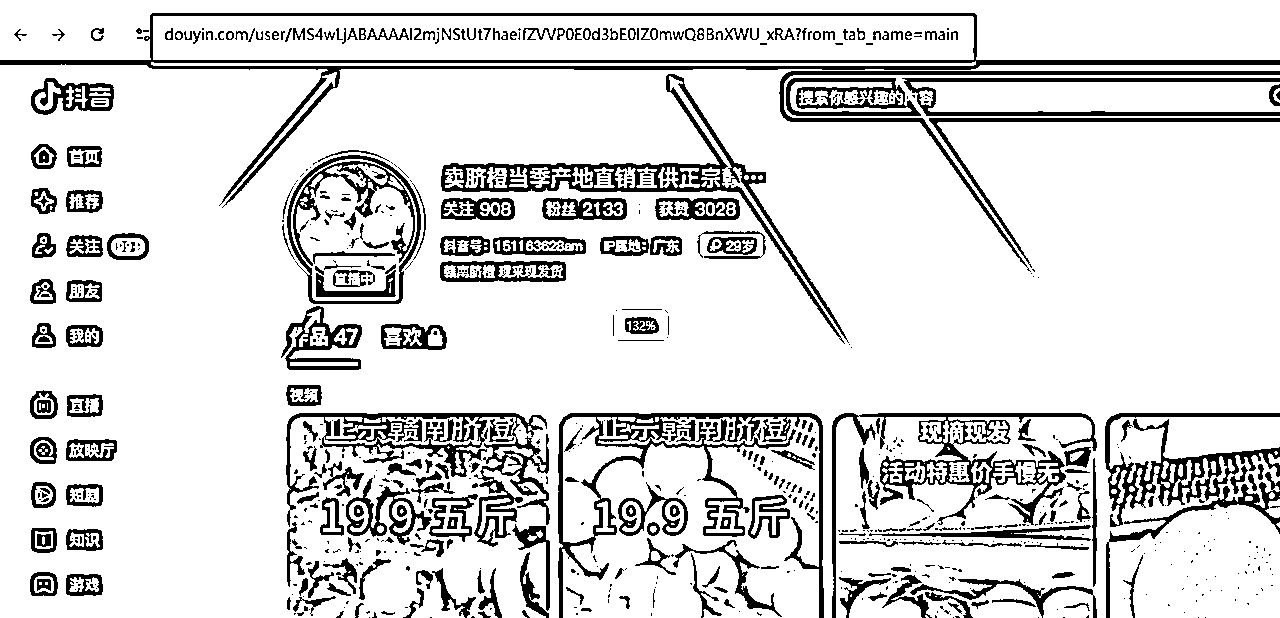 douyin.com/user/MS4wLjABAAAAl2mjNStUt7haeifZVVP0E0d3bE0lZ0mwQ8BnXWU_xRA?from_tab_name=main
抖音
搜索你感兴趣的内容
首页
推荐
关注
朋友
我的
直播
放映厅
短剧
知识
游戏
卖脐橙当季产地直销直供正宗赣…
关注 908 粉丝 2133 获赞 3028
抖音号：151163628am IP属地：广东 29岁
赣南脐橙 现采现发货
直播中
132%
作品 47 喜欢
视频
正宗赣南脐橙
19.9 五斤
正宗赣南脐橙
19.9 五斤
现摘现发
活动特惠价手慢无